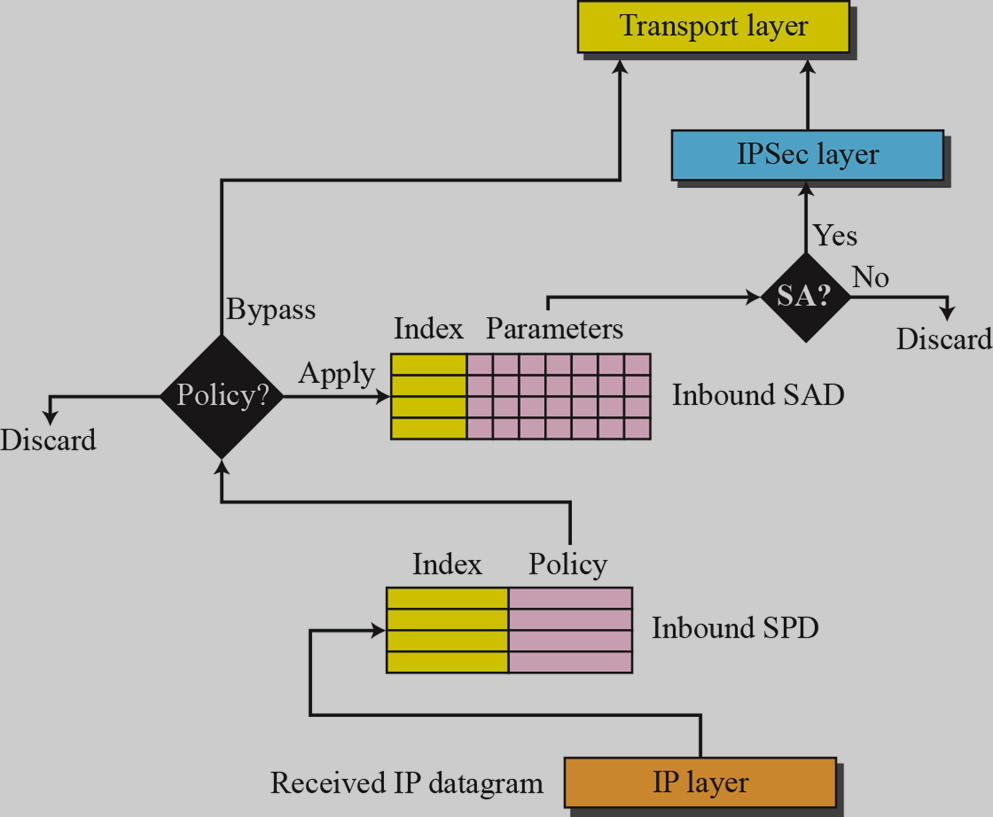 Transport layer
IPSec layer
Yes
SA?
No
Discard
Bypass
Index
Parameters
Policy?
Apply
Inbound SAD
Discard
Index
Policy
Inbound SPD
Received IP datagram
IP layer